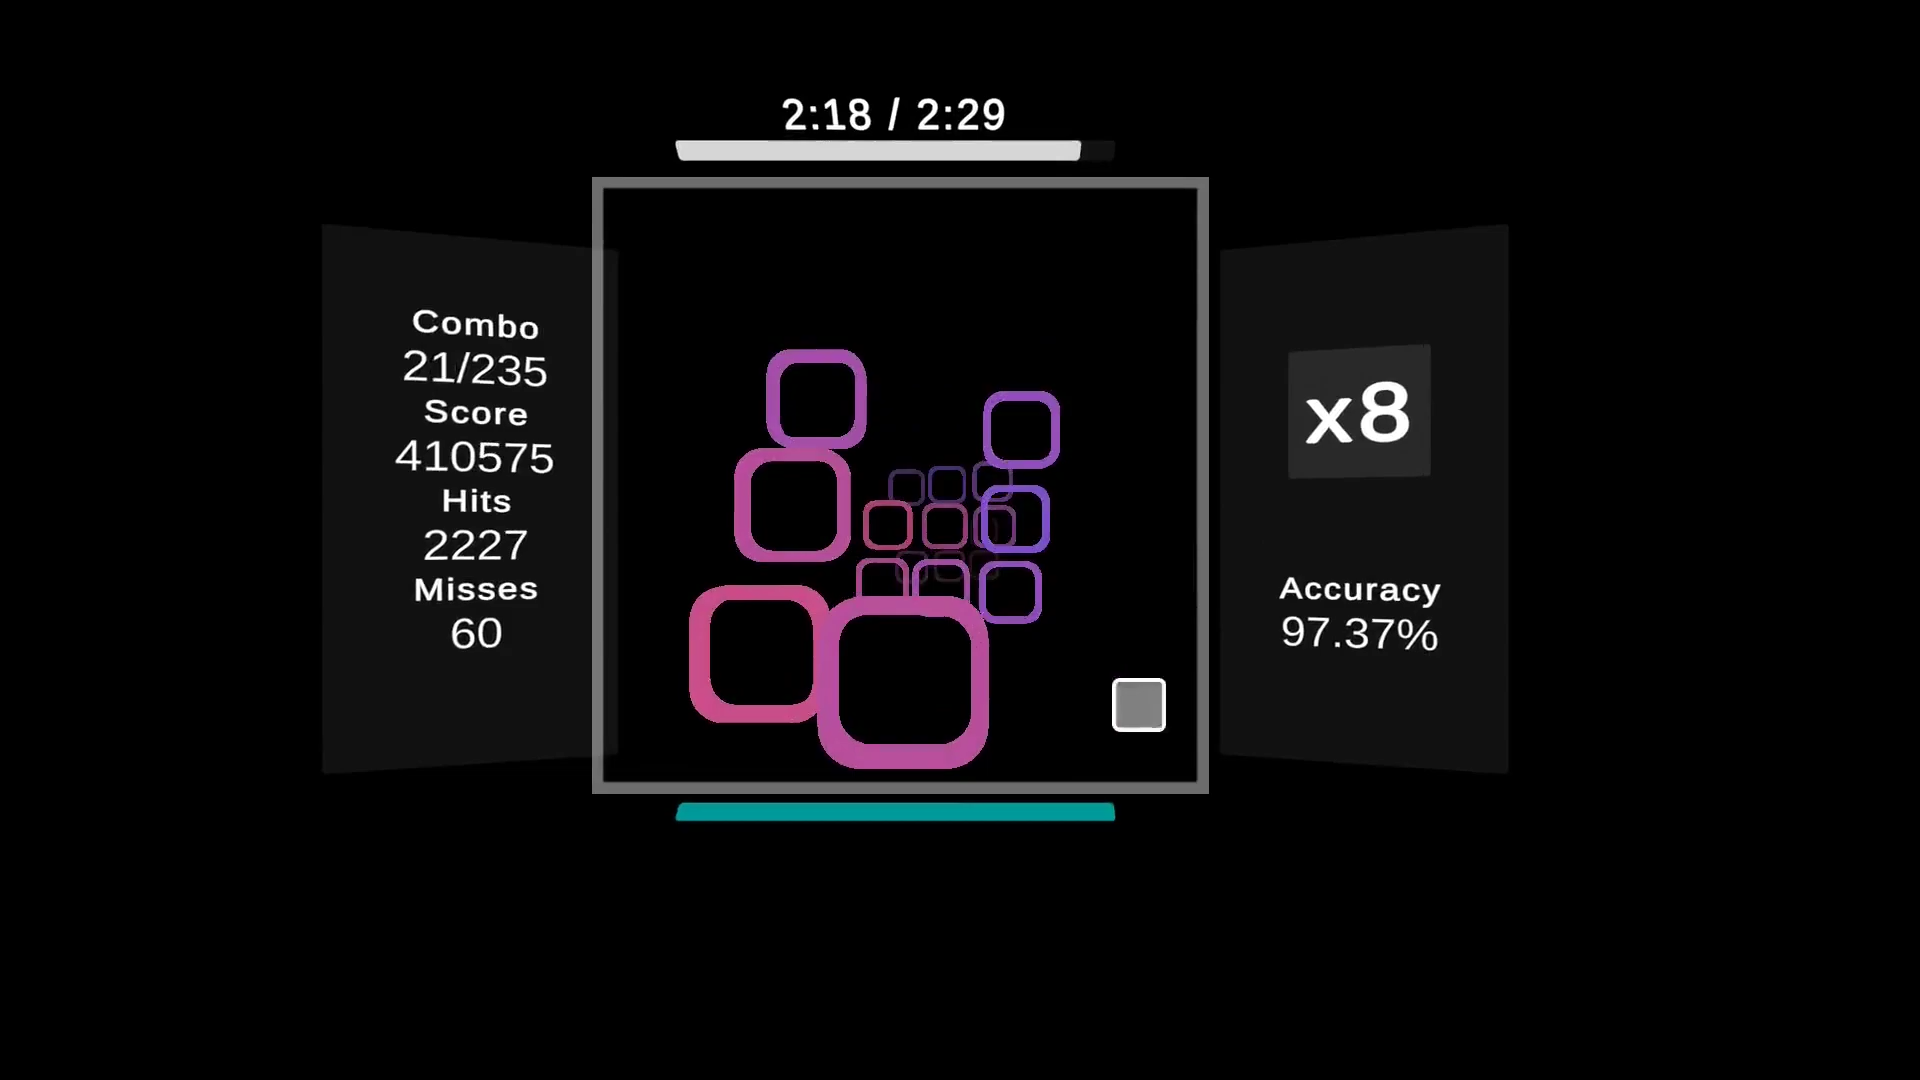 2:18 / 2:29
Combo
21/235
Score
410575
Hits
2227
Misses
60
x8
Accuracy
97.37%